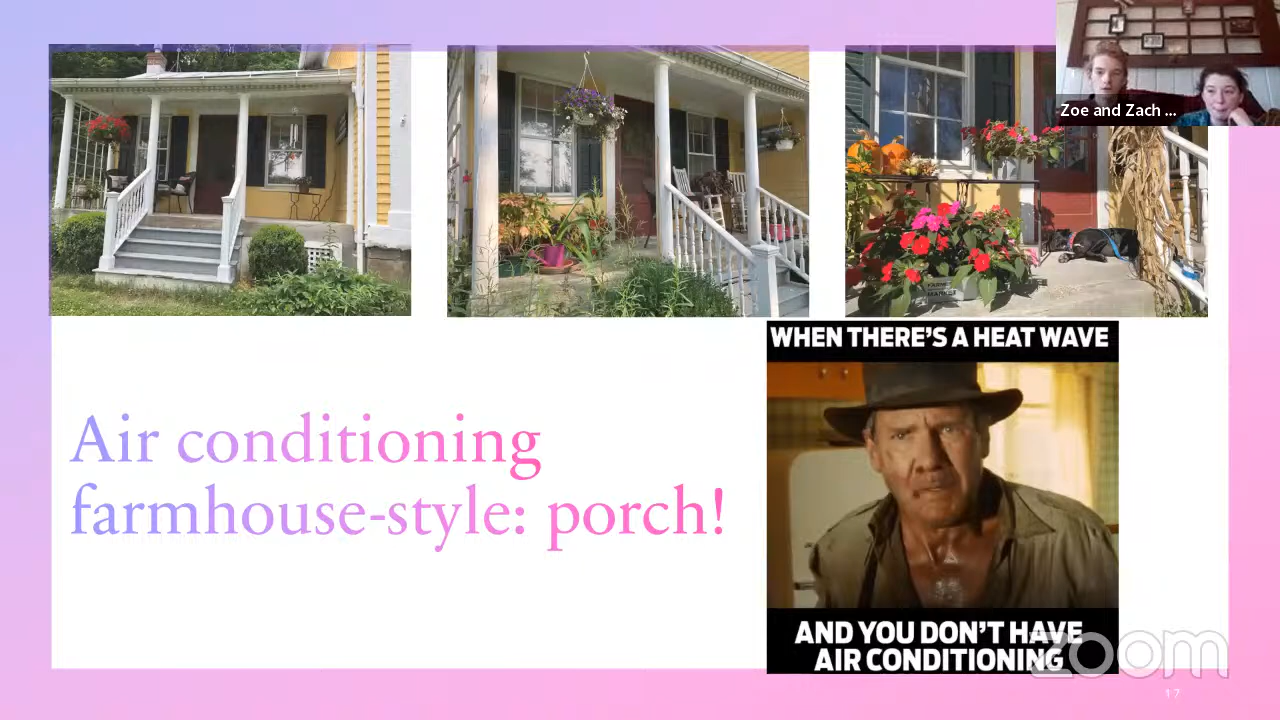 Zoe and Zach ...
WHEN THERE'S A HEAT WAVE
Air conditioning
farmhouse-style: porch!
AND YOU DON'T HAVE
AIR CONDITIONING
zoom
17